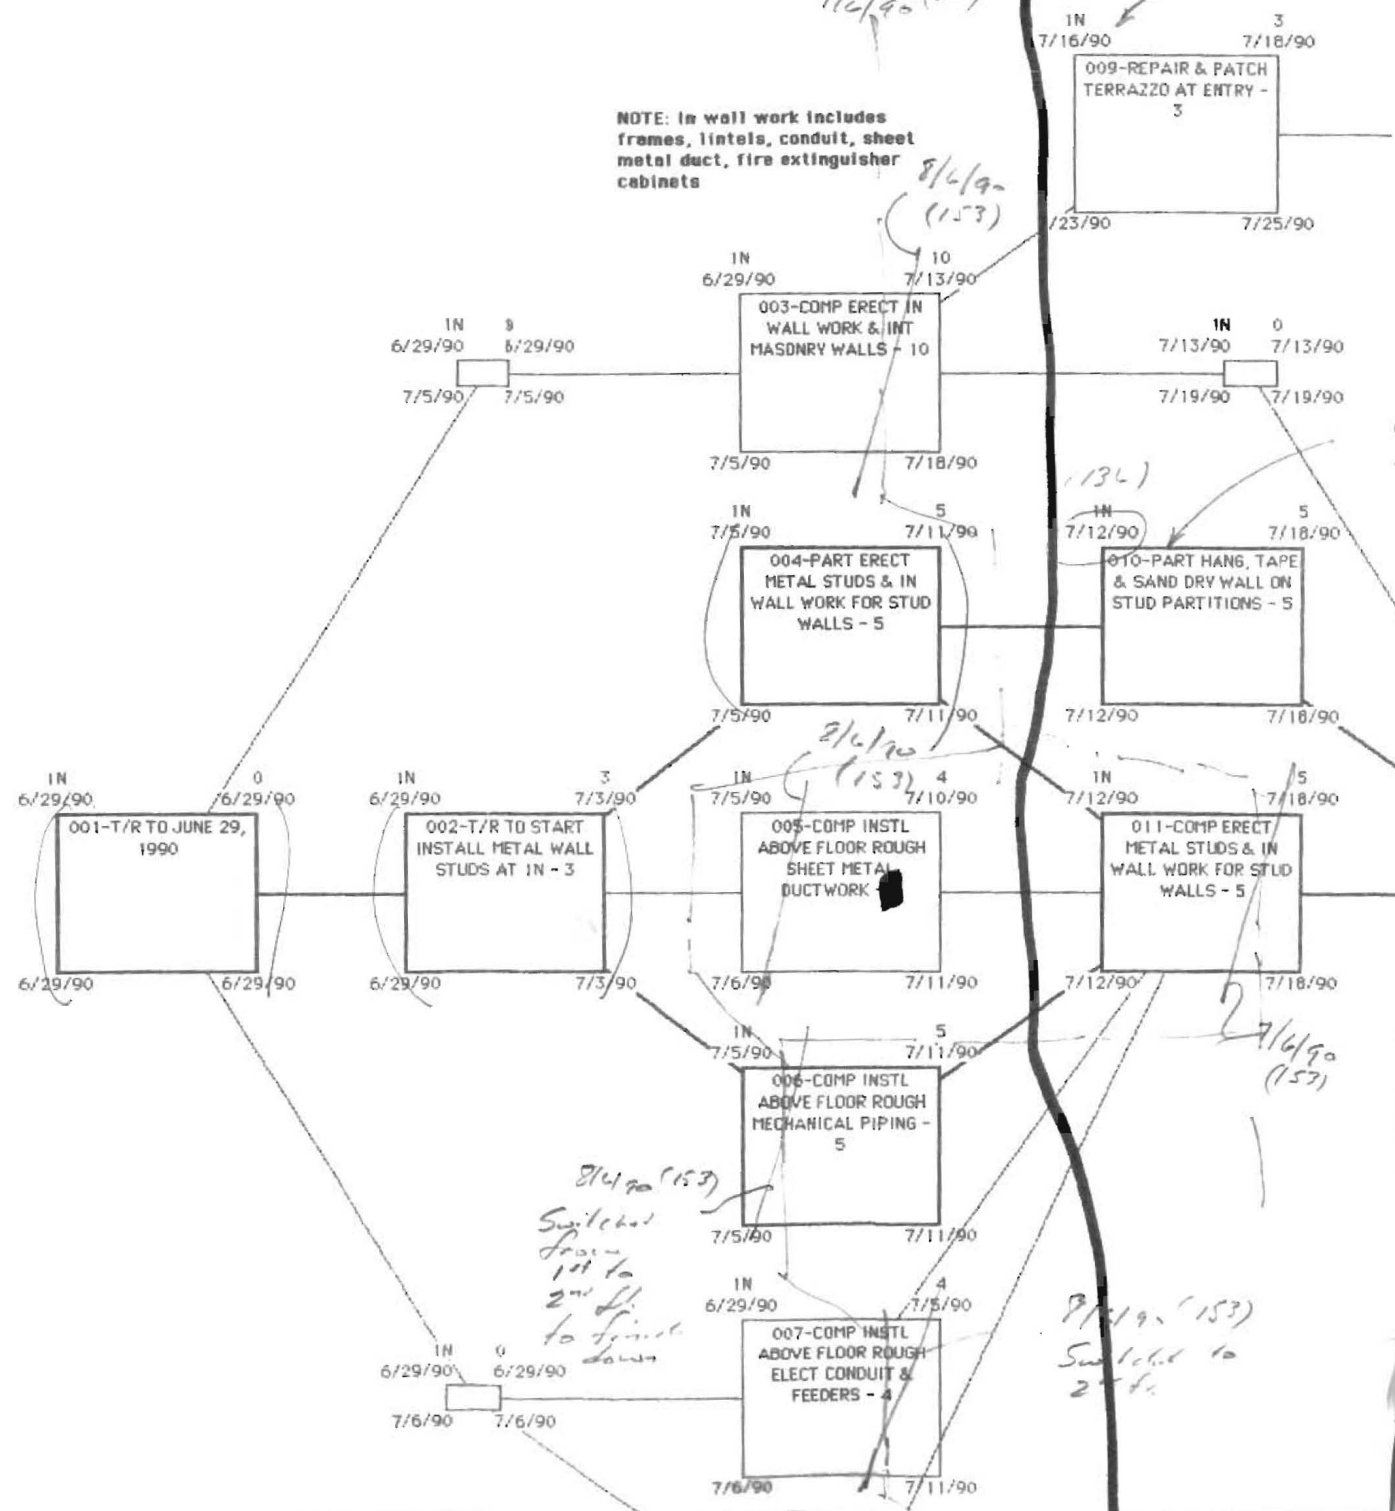 1N 3
7/16/90 7/18/90
009-REPAIR & PATCH
TERRAZZO AT ENTRY -
3
/23/90 7/25/90
NOTE: In wall work includes
frames, lintels, conduit, sheet
metal duct, fire extinguisher
cabinets
8/6/90
(153)
1N 10
6/29/90 7/13/90
003-COMP ERECT IN
WALL WORK & INT
MASONRY WALLS - 10
7/5/90 7/18/90
1N
6/29/90 6/29/90
7/5/90 7/5/90
1N 0
7/13/90 7/13/90
7/19/90 7/19/90
1N 5
7/5/90 7/11/90
004-PART ERECT
METAL STUDS & IN
WALL WORK FOR STUD
WALLS - 5
7/5/90 7/11/90
1N 5
7/12/90 7/18/90
010-PART HANG, TAPE
& SAND DRY WALL ON
STUD PARTITIONS - 5
7/12/90 7/18/90
8/6/90
(153)
1N 0
6/29/90 6/29/90
001-T/R TO JUNE 29,
1990
6/29/90 6/29/90
1N 3
6/29/90 7/3/90
002-T/R TO START
INSTALL METAL WALL
STUDS AT 1N - 3
6/29/90 7/3/90
1N 4
7/5/90 7/10/90
005-COMP INSTL
ABOVE FLOOR ROUGH
SHEET METAL
DUCTWORK
7/6/90 7/11/90
1N 5
7/12/90 7/18/90
011-COMP ERECT
METAL STUDS & IN
WALL WORK FOR STUD
WALLS - 5
7/12/90 7/18/90
(153)
1N 5
7/5/90 7/11/90
006-COMP INSTL
ABOVE FLOOR ROUGH
MECHANICAL PIPING -
5
7/5/90 7/11/90
8/6/90 (153)
Switched
from
1st to
2nd fl.
to
down
1N 4
6/29/90 7/5/90
007-COMP INSTL
ABOVE FLOOR ROUGH
ELECT CONDUIT &
FEEDERS - 4
7/6/90 7/11/90
1N 0
6/29/90 6/29/90
7/6/90 7/6/90
(153)
Switched to
2nd fl.